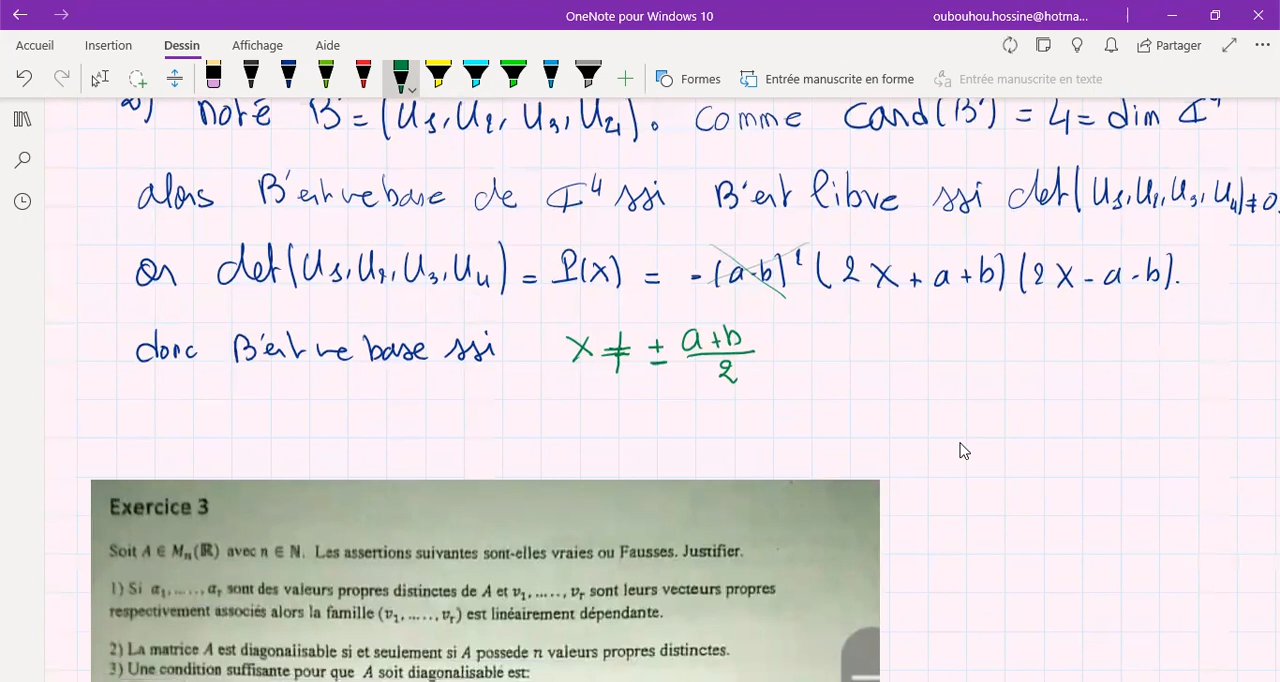 OneNote pour Windows 10
oubouhou.hossine@hotma...
Accueil Insertion Dessin Affichage Aide
Partager
Formes Entrée manuscrite en forme Entrée manuscrite en texte
2) noté B' = (u1, u2, u3, u4). Comme Card(B') = 4 = dim ℂ⁴
alors B' est une base de ℂ⁴ ssi B' est libre ssi det(u1, u2, u3, u4) ≠ 0.
or det(u1, u2, u3, u4) = P(x) = -(a-b)² (2x + a + b)(2x - a - b).
donc B' est une base ssi x ≠ ± (a+b)/2
Exercice 3
Soit A ∈ Mn(ℝ) avec n ∈ ℕ. Les assertions suivantes sont-elles vraies ou Fausses. Justifier.
1) Si α1,....., αr sont des valeurs propres distinctes de A et v1, ....., vr sont leurs vecteurs propres
respectivement associés alors la famille (v1, ....., vr) est linéairement dépendante.
2) La matrice A est diagonalisable si et seulement si A possede n valeurs propres distinctes.
3) Une condition suffisante pour que A soit diagonalisable est: